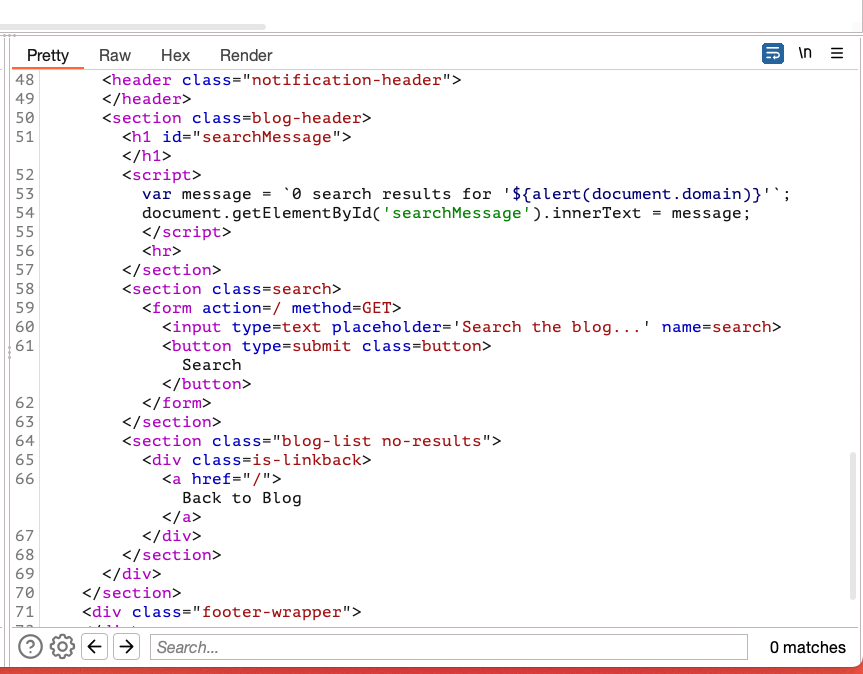 Pretty Raw Hex Render \n
48 <header class="notification-header">
49 </header>
50 <section class=blog-header>
51 <h1 id="searchMessage">
</h1>
52 <script>
53 var message = `0 search results for '${alert(document.domain)}'`;
54 document.getElementById('searchMessage').innerText = message;
55 </script>
56 <hr>
57 </section>
58 <section class=search>
59 <form action=/ method=GET>
60 <input type=text placeholder='Search the blog...' name=search>
61 <button type=submit class=button>
Search
</button>
62 </form>
63 </section>
64 <section class="blog-list no-results">
65 <div class=is-linkback>
66 <a href="/">
Back to Blog
</a>
67 </div>
68 </section>
69 </div>
70 </section>
71 <div class="footer-wrapper">
? Search... 0 matches